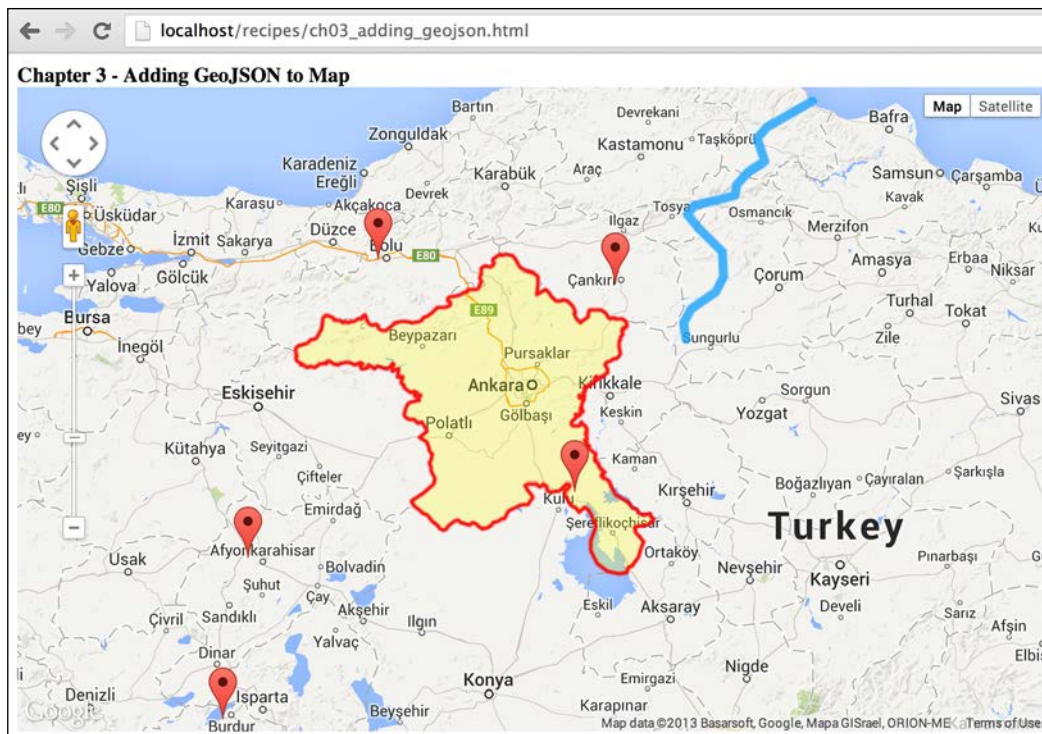 localhost/recipes/ch03_adding_geojson.html
Chapter 3 - Adding GeoJSON to Map
Map
Satellite
Bartın
Devrekani
Bafra
Zonguldak
Taşköprü
Kastamonu
Karadeniz
Ereğli
Karabük
Araç
Samsun
Çarşamba
Şişli
Devrek
Kavak
E80
Üsküdar
Karasu
Akçakoca
Ilgaz
Tosya
Osmancık
Merzifon
Düzce
Bolu
E80
Gebze
İzmit
Sakarya
Amasya
Erbaa
Niksar
Gölcük
Çankırı
Çorum
Yalova
Turhal
Tokat
Bursa
E89
Beypazarı
Zile
İnegöl
Sungurlu
Pursaklar
Ankara
Kırıkkale
Eskisehir
Gölbaşı
Keskin
Sorgun
Yozgat
Sivas
Polatlı
Kütahya
Seyitgazi
Kaman
Çifteler
Boğazlıyan
Çayıralan
Şarkışla
Kulu
Kırşehir
Emirdağ
Şereflikoçhisar
Turkey
Usak
Afyonkarahisar
Bolvadin
Ortaköy
Nevşehir
Pınarbaşı
Şuhut
Kayseri
Sandıklı
Çay
Akşehir
Eskil
Aksaray
Develi
Sarız
Çivril
Yalvaç
Ilgın
Afşin
Dinar
Niğde
Elbis
Denizli
Isparta
Konya
Emirgazi
Google
Burdur
Beyşehir
Karapınar
Map data ©2013 Basarsoft, Google, Mapa GISrael, ORION-ME
Terms of Use